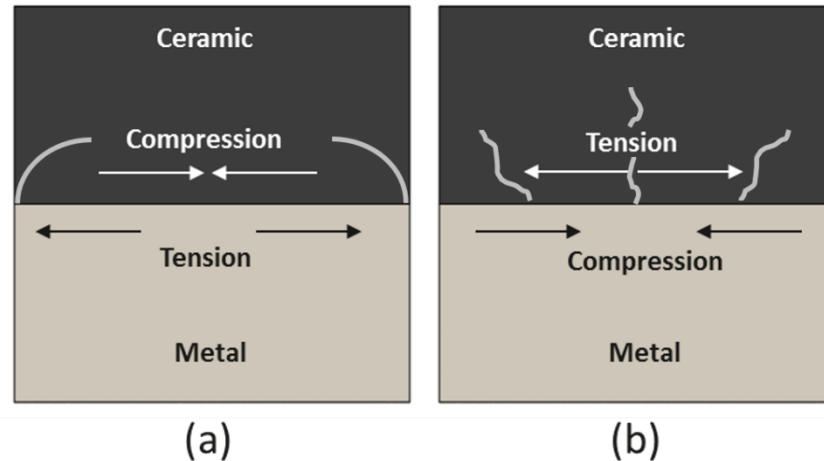 Ceramic
Compression
Tension
Metal
(a)
Ceramic
Tension
Compression
Metal
(b)